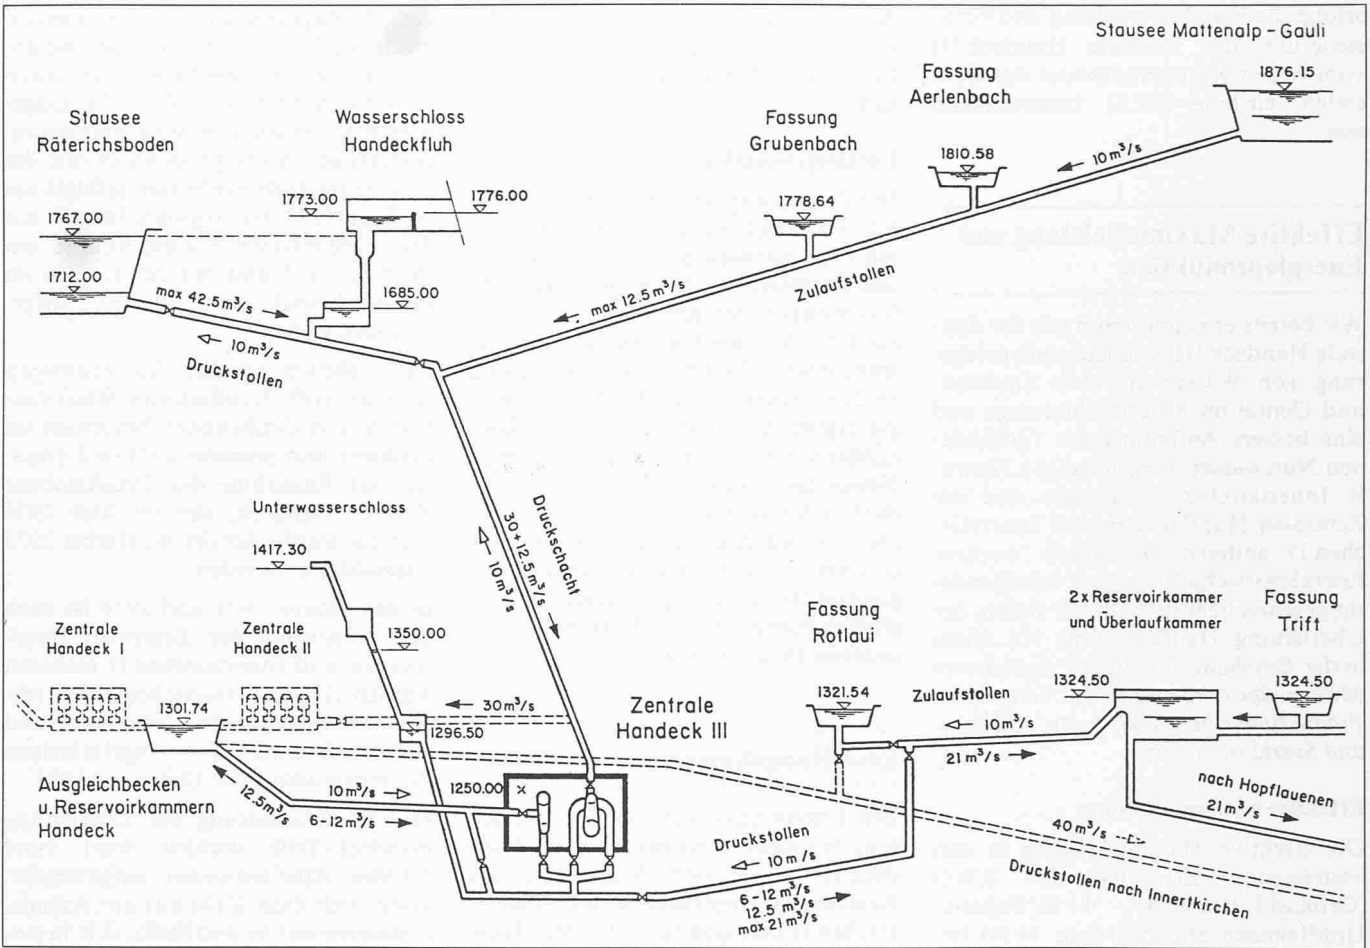 Stausee Mattenalp - Gauli
1876.15
Fassung
Aerlenbach
1810.58
10 m³/s
Fassung
Grubenbach
1778.64
Wasserschloss
Handeckfluh
Stausee
Räterichsboden
1773.00
1776.00
1767.00
1712.00
1685.00
max 42.5 m³/s
10 m³/s
Druckstollen
max 12.5 m³/s
Zulaufstollen
Druckschacht
30 + 12.5 m³/s
10 m³/s
Unterwasserschloss
1417.30
1350.00
Zentrale
Handeck I
Zentrale
Handeck II
1301.74
30 m³/s
1296.50
Zentrale
Handeck III
1250.00
Ausgleichbecken
u. Reservoirkammern
Handeck
12.5 m³/s
10 m³/s
6-12 m³/s
Fassung
Rotlaui
1321.54
2 x Reservoirkammer
und Überlaufkammer
Fassung
Trift
1324.50
1324.50
Zulaufstollen
10 m³/s
21 m³/s
nach Hopflauenen
21 m³/s
40 m³/s
Druckstollen nach Innertkirchen
Druckstollen
10 m/s
6-12 m³/s
12.5 m³/s
max 21 m³/s